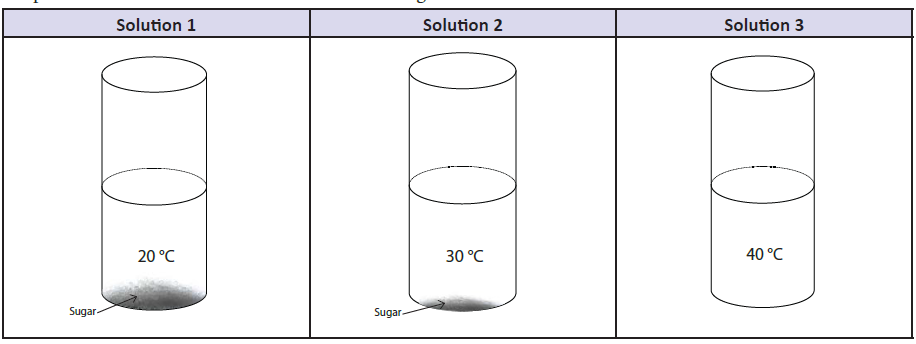 Solution 1
Solution 2
Solution 3
20 °C
30 °C
40 °C
Sugar
Sugar